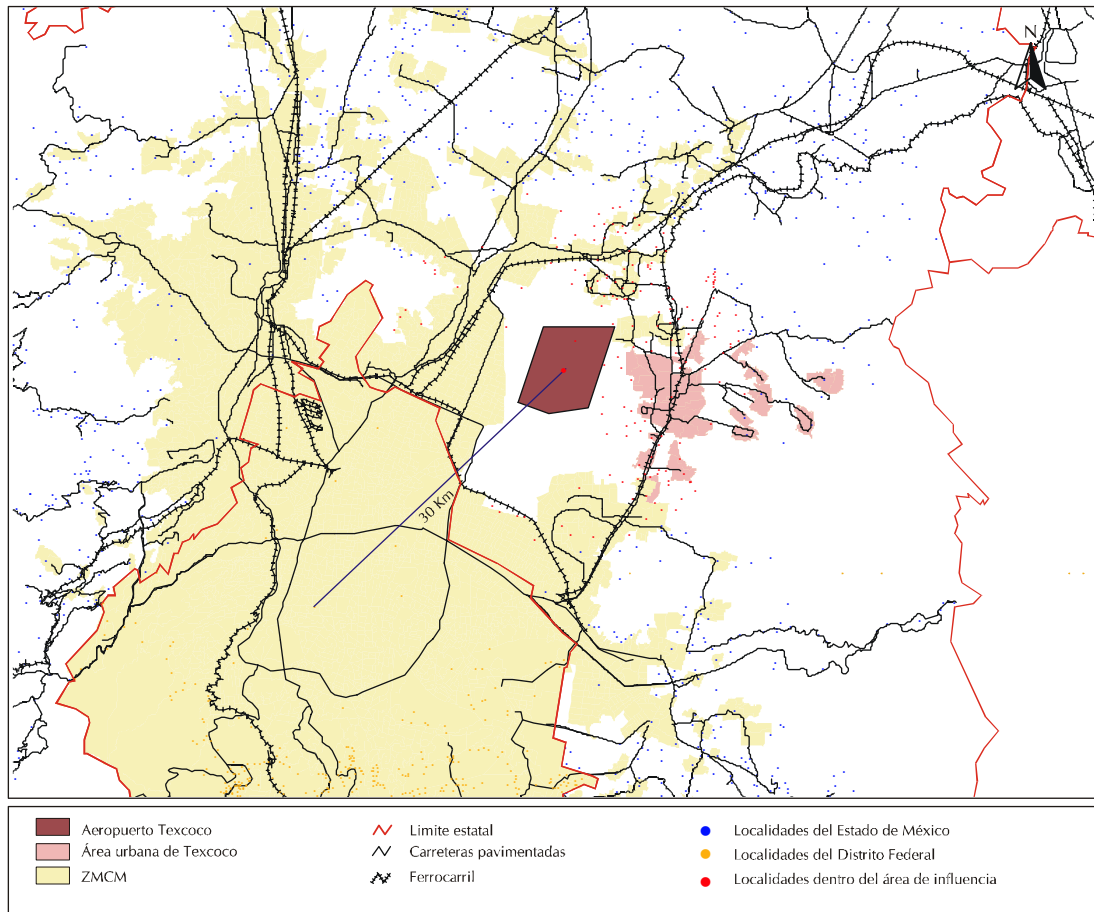 N
30 Km
Aeropuerto Texcoco
Área urbana de Texcoco
ZMCM
Limite estatal
Carreteras pavimentadas
Ferrocarril
Localidades del Estado de México
Localidades del Distrito Federal
Localidades dentro del área de influencia